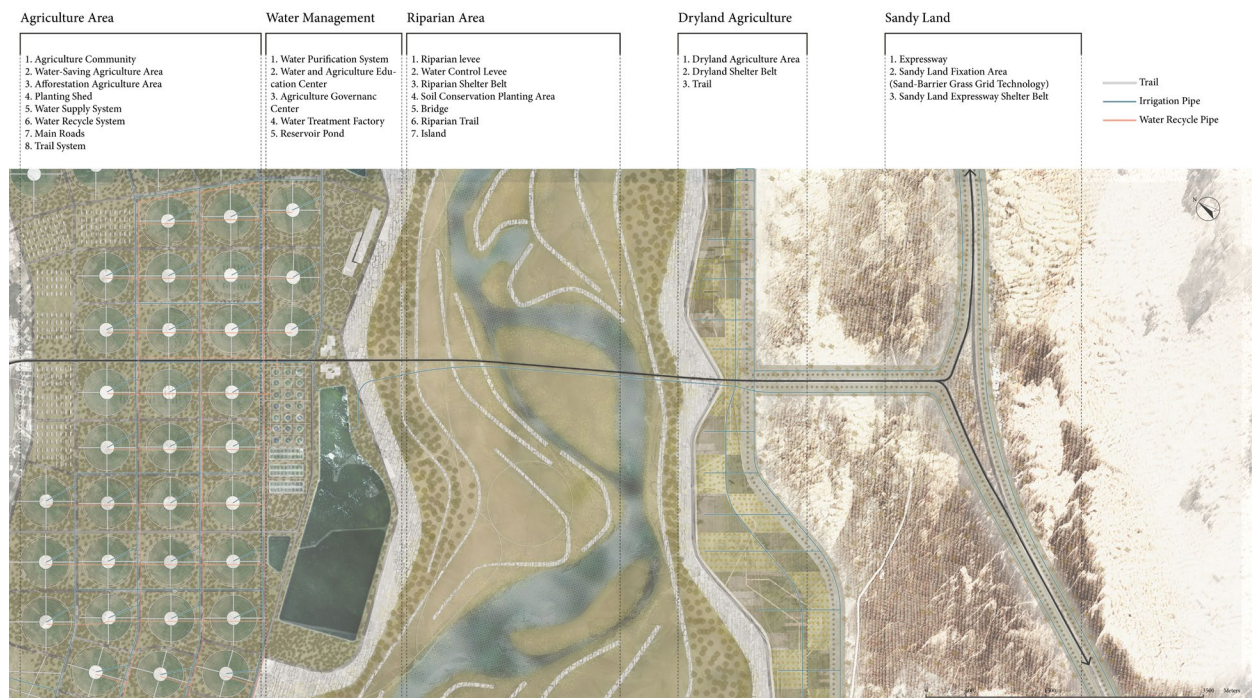 Agriculture Area
1. Agriculture Community
2. Water-Saving Agriculture Area
3. Afforestation Agriculture Area
4. Planting Shed
5. Water Supply System
6. Water Recycle System
7. Main Roads
8. Trail System
Water Management
1. Water Purification System
2. Water and Agriculture Edu-
cation Center
3. Agriculture Governanc
Center
4. Water Treatment Factory
5. Reservoir Pond
Riparian Area
1. Riparian levee
2. Water Control Levee
3. Riparian Shelter Belt
4. Soil Conservation Planting Area
5. Bridge
6. Riparian Trail
7. Island
Dryland Agriculture
1. Dryland Agriculture Area
2. Dryland Shelter Belt
3. Trail
Sandy Land
1. Expressway
2. Sandy Land Fixation Area
(Sand-Barrier Grass Grid Technology)
3. Sandy Land Expressway Shelter Belt
Trail
Irrigation Pipe
Water Recycle Pipe
N
1500 Meters